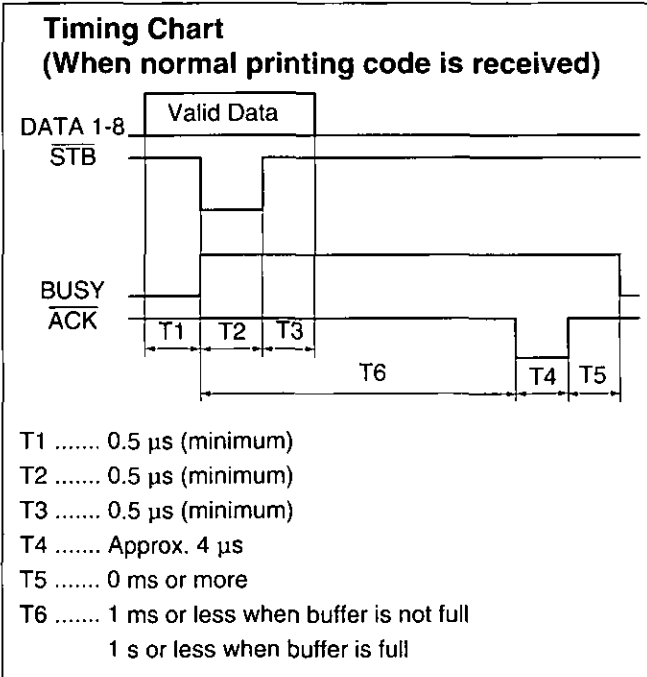 Timing Chart
(When normal printing code is received)
Valid Data
DATA 1-8
STB
BUSY
ACK
T1 T2 T3
T6 T4 T5
T1 ....... 0.5 µs (minimum)
T2 ....... 0.5 µs (minimum)
T3 ....... 0.5 µs (minimum)
T4 ....... Approx. 4 µs
T5 ....... 0 ms or more
T6 ....... 1 ms or less when buffer is not full
1 s or less when buffer is full